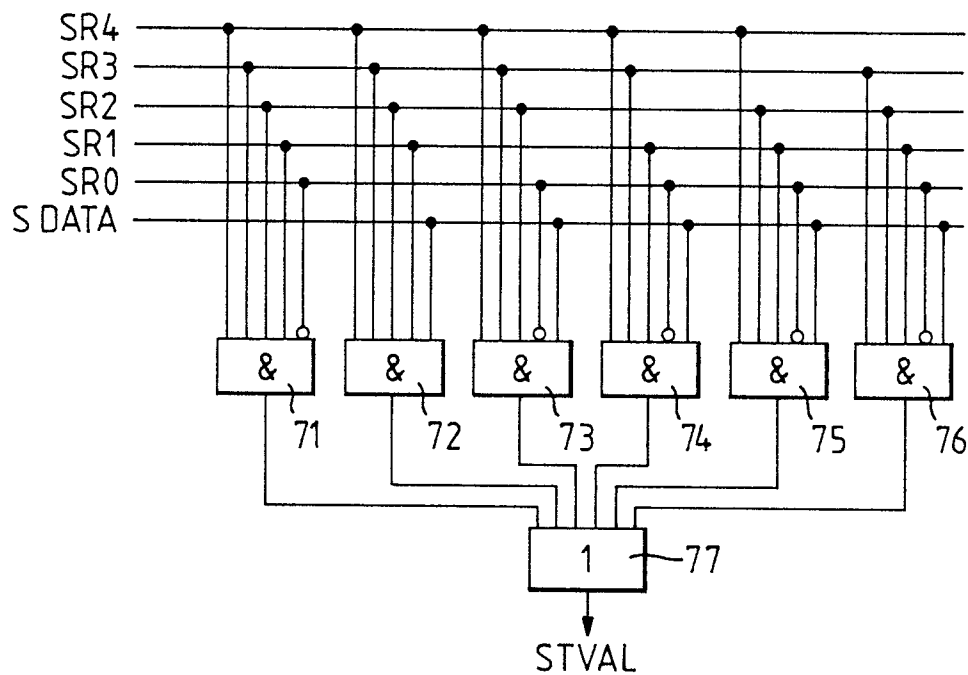 SR4
SR3
SR2
SR1
SR0
S DATA
& & & & & &
71 72 73 74 75 76
1 77
STVAL